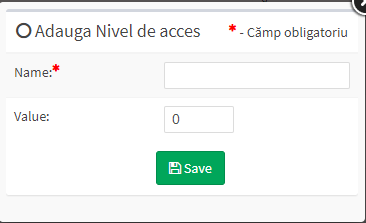 Adauga Nivel de acces
* - Câmp obligatoriu
Name:*
Value:
0
Save